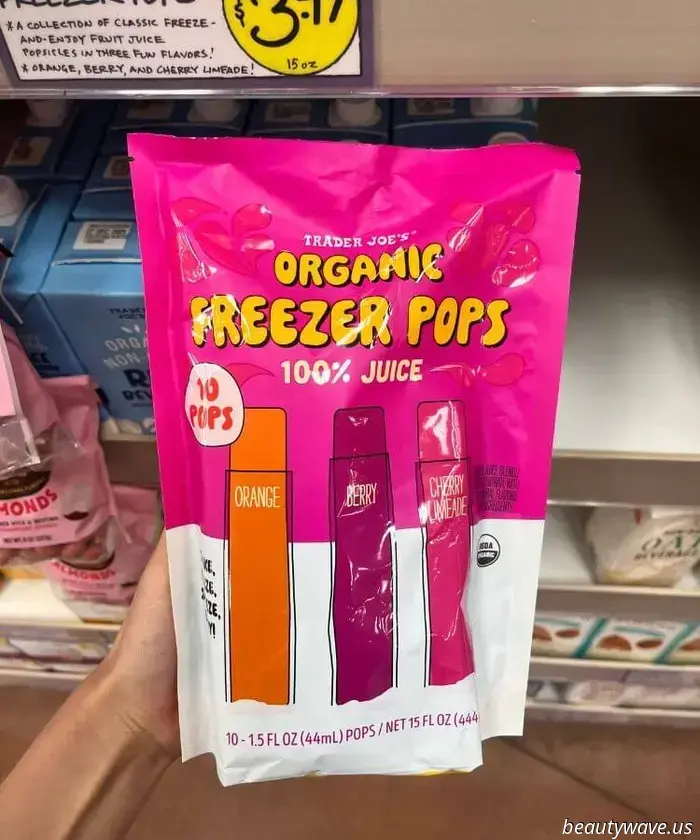 *A COLLECTION OF CLASSIC FREEZE-
AND-ENJOY FRUIT JUICE
POPSICLES IN THREE FUN FLAVORS!
* ORANGE, BERRY, AND CHERRY LIMEADE!
$
15 oz
TRADER JOE'S
ORGANIC
FREEZER POPS
100% JUICE
10
POPS
ORANGE
BERRY
CHERRY
LIMEADE
USDA
ORGANIC
10 - 1.5 FL OZ (44mL) POPS / NET 15 FL OZ (444
ALMONDS
beautywave.us